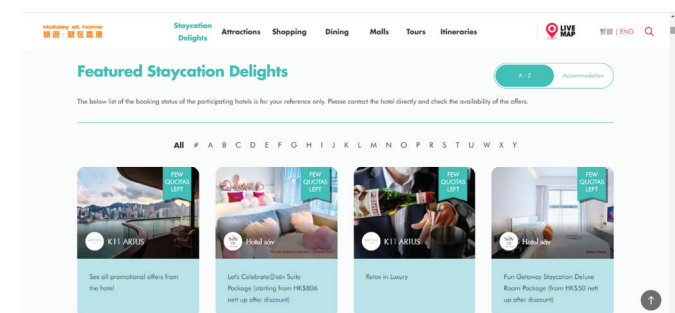 Holiday at home
旅遊·就在香港
Staycation
Delights
Attractions
Shopping
Dining
Malls
Tours
Itineraries
LIVE
MAP
繁體 | ENG
Featured Staycation Delights
A - Z
Accommodation
The below list of the booking status of the participating hotels is for your reference only. Please contact the hotel directly and check the availability of the offers.
All # A B C D E F G H I J K L M N O P R S T U W X Y
FEW
QUOTAS
LEFT
K11 ARTUS
See all promotional offers from
the hotel
FEW
QUOTAS
LEFT
Hotel sáv
Let's Celebrate@sáv Suite
Package (starting from HK$806
nett up after discount)
FEW
QUOTAS
LEFT
K11 ARTUS
Relax in Luxury
FEW
QUOTAS
LEFT
Hotel sáv
Fun Getaway Staycation Deluxe
Room Package (from HK$50 nett
up after discount)